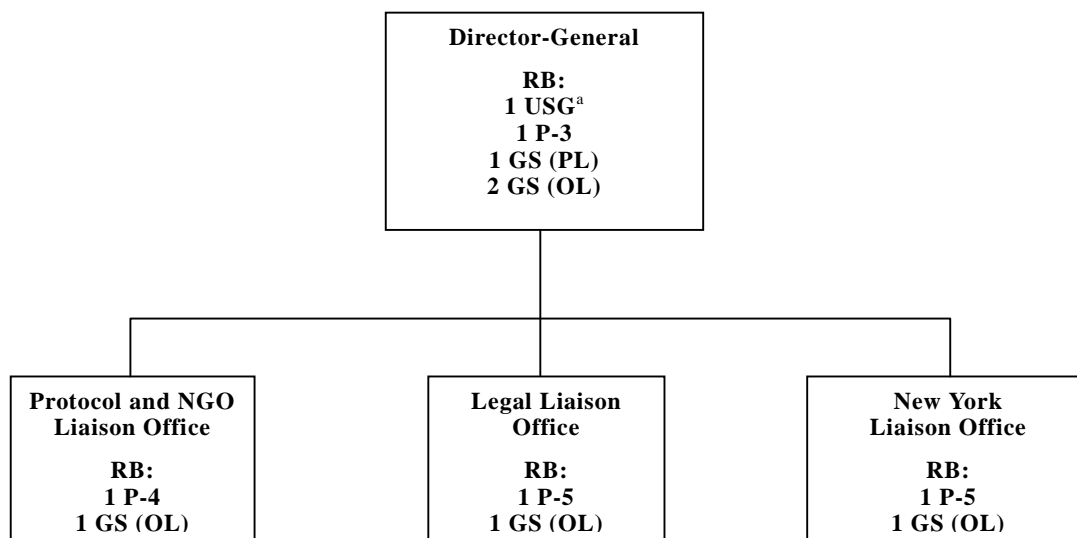 Director-General
RB:
1 USGᵃ
1 P-3
1 GS (PL)
2 GS (OL)
Protocol and NGO
Liaison Office
RB:
1 P-4
1 GS (OL)
Legal Liaison
Office
RB:
1 P-5
1 GS (OL)
New York
Liaison Office
RB:
1 P-5
1 GS (OL)